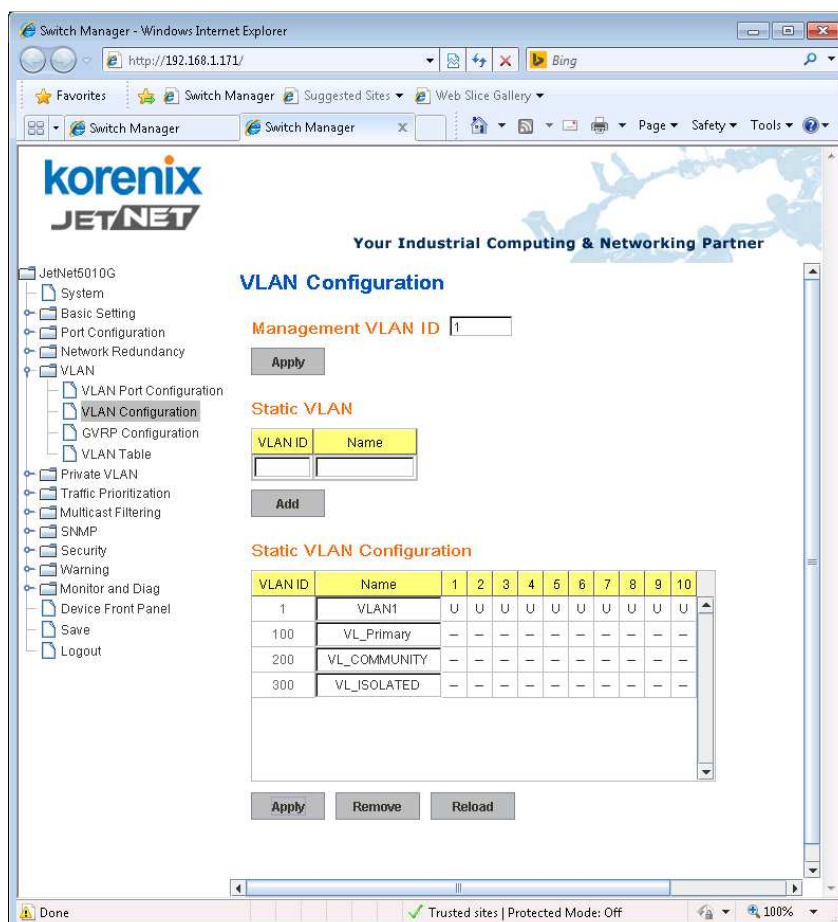 Switch Manager - Windows Internet Explorer
http://192.168.1.171/
Bing
Favorites Switch Manager Suggested Sites Web Slice Gallery
Switch Manager Switch Manager Page Safety Tools
korenix
JETNET
Your Industrial Computing & Networking Partner
JetNet5010G
System
Basic Setting
Port Configuration
Network Redundancy
VLAN
VLAN Port Configuration
VLAN Configuration
GVRP Configuration
VLAN Table
Private VLAN
Traffic Prioritization
Multicast Filtering
SNMP
Security
Warning
Monitor and Diag
Device Front Panel
Save
Logout
VLAN Configuration
Management VLAN ID 1
Apply
Static VLAN
VLAN ID Name
Add
Static VLAN Configuration
VLAN ID Name 1 2 3 4 5 6 7 8 9 10
1 VLAN1 U U U U U U U U U U
100 VL_Primary – – – – – – – – – –
200 VL_COMMUNITY – – – – – – – – – –
300 VL_ISOLATED – – – – – – – – – –
Apply Remove Reload
Done Trusted sites | Protected Mode: Off 100%